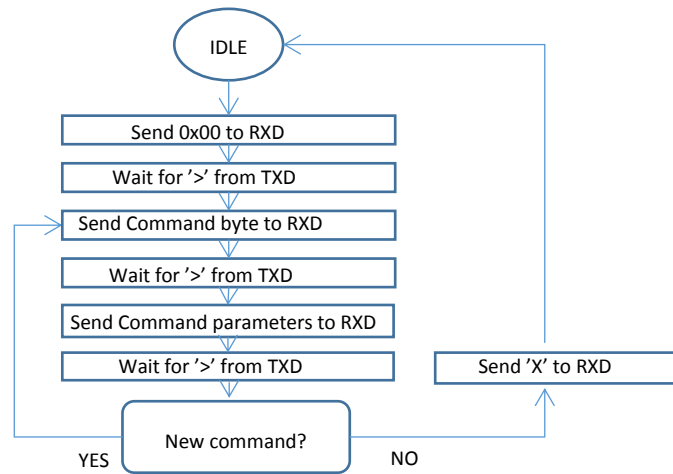 IDLE
Send 0x00 to RXD
Wait for ’>’ from TXD
Send Command byte to RXD
Wait for ’>’ from TXD
Send Command parameters to RXD
Wait for ’>’ from TXD
Send ’X’ to RXD
New command?
YES
NO